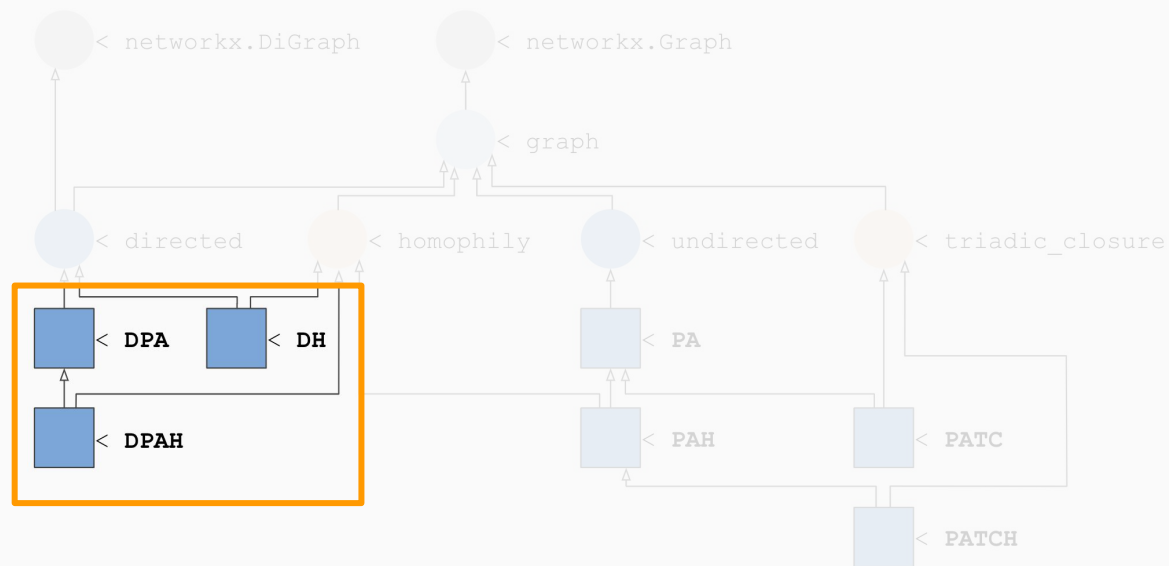 < networkx.DiGraph
< networkx.Graph
< graph
< directed
< homophily
< undirected
< triadic_closure
< DPA
< DH
< PA
< DPAH
< PAH
< PATC
< PATCH